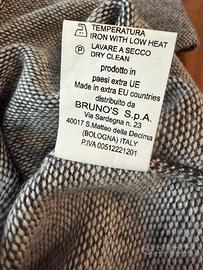 TEMPERATURA
IRON WITH LOW HEAT
P
LAVARE A SECCO
DRY CLEAN
prodotto in
paesi extra UE
Made in extra EU countries
distribuito da
BRUNO'S S.p.A.
Via Sardegna n. 23
40017 S.Matteo della Decima
(BOLOGNA) ITALY
P.IVA 00512221201